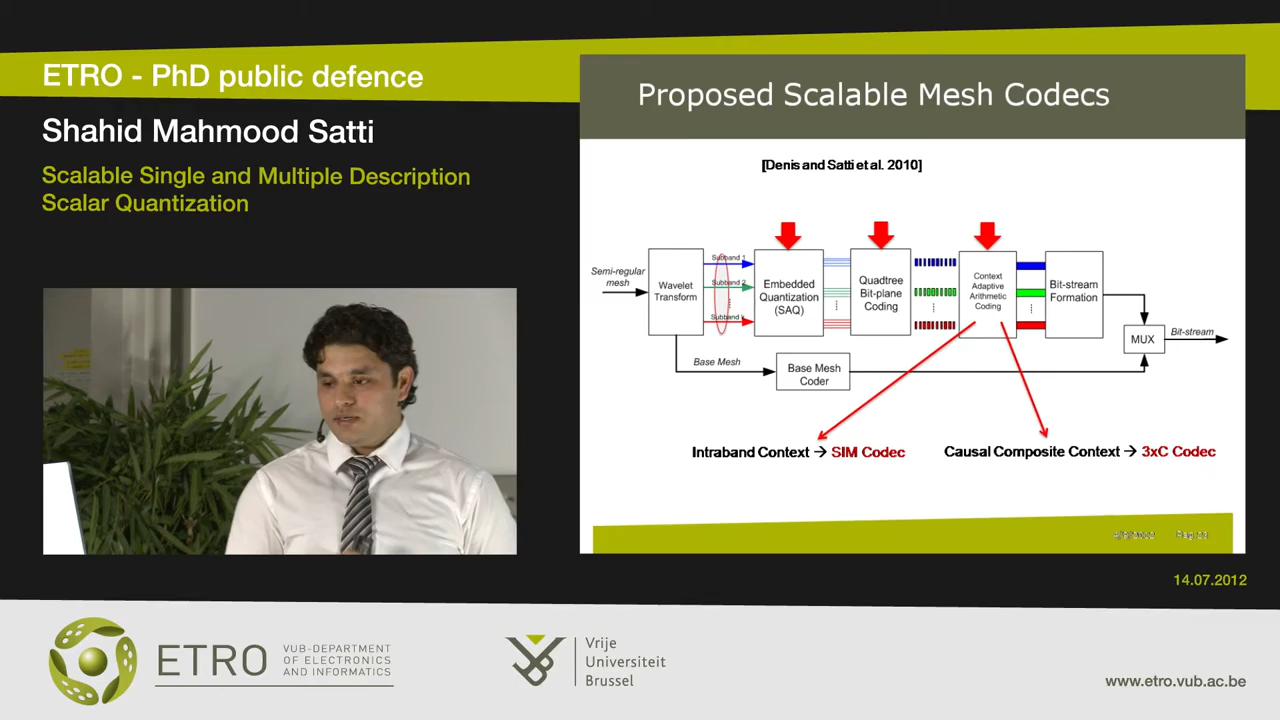 ETRO - PhD public defence
Shahid Mahmood Satti
Scalable Single and Multiple Description
Scalar Quantization
Proposed Scalable Mesh Codecs
[Denis and Satti et al. 2010]
Semi-regular
mesh
Wavelet
Transform
Subband 1
Subband 2
Embedded
Quantization
(SAQ)
Quadtree
Bit-plane
Coding
Context
Adaptive
Arithmetic
Coding
Bit-stream
Formation
MUX
Bit-stream
Base Mesh
Base Mesh
Coder
Intraband Context → SIM Codec
Causal Composite Context → 3xC Codec
14.07.2012
ETRO
VUB-DEPARTMENT
OF ELECTRONICS
AND INFORMATICS
Vrije
Universiteit
Brussel
www.etro.vub.ac.be